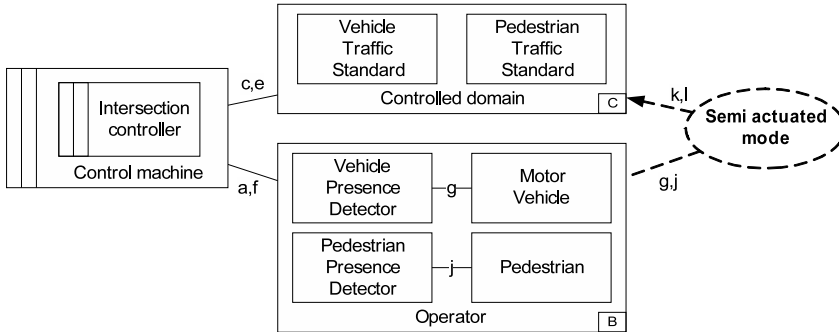 Vehicle
Traffic
Standard
Pedestrian
Traffic
Standard
Controlled domain
C
c,e
Intersection
controller
Control machine
a,f
k,l
Semi actuated
mode
g,j
Vehicle
Presence
Detector
g
Motor
Vehicle
Pedestrian
Presence
Detector
j
Pedestrian
Operator
B